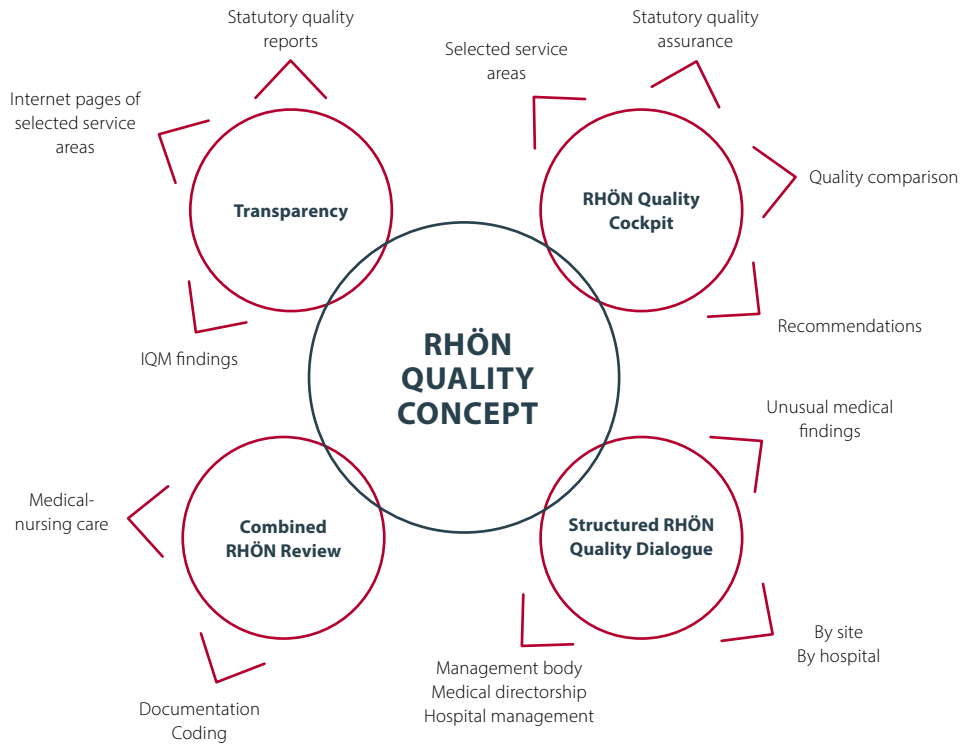 Statutory quality
reports
Internet pages of
selected service
areas
Transparency
IQM findings
Selected service
areas
Statutory quality
assurance
RHÖN Quality
Cockpit
Quality comparison
Recommendations
RHÖN
QUALITY
CONCEPT
Medical-
nursing care
Combined
RHÖN Review
Documentation
Coding
Unusual medical
findings
Structured RHÖN
Quality Dialogue
By site
By hospital
Management body
Medical directorship
Hospital management